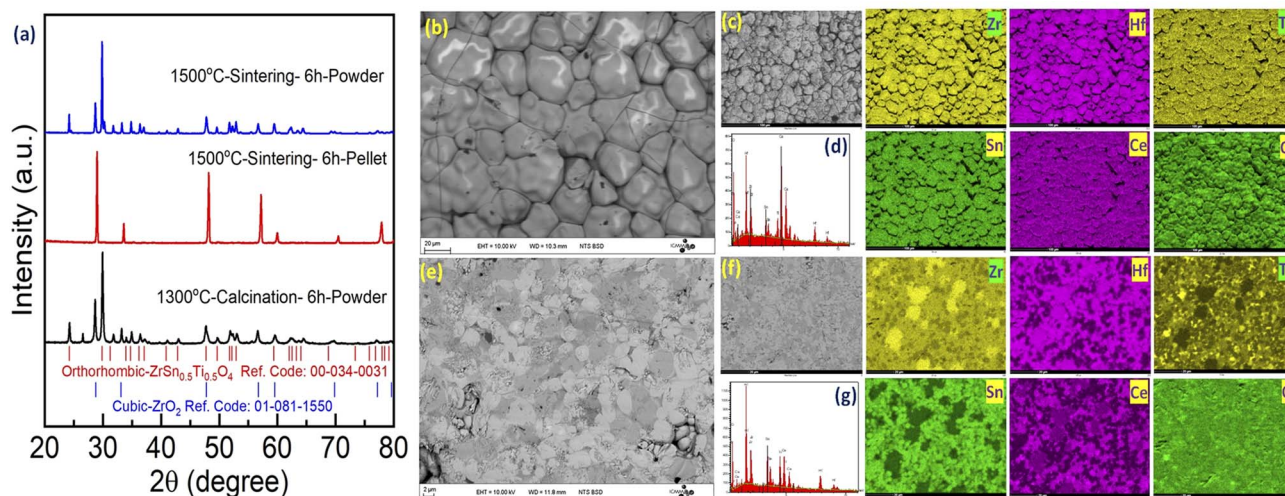 (a)
Intensity (a.u.)
1500°C-Sintering- 6h-Powder
1500°C-Sintering- 6h-Pellet
1300°C-Calcination- 6h-Powder
Orthorhombic-ZrSn0.5Ti0.5O4 Ref. Code: 00-034-0031
Cubic-ZrO2 Ref. Code: 01-081-1550
20 30 40 50 60 70 80
2θ (degree)
(b)
20 µm EHT = 10.00 kV WD = 10.3 mm NTS BSD
(c)
Zr
Hf
(d)
Sn
Ce
(e)
2 µm EHT = 10.00 kV WD = 11.8 mm NTS BSD
(f)
Zr
Hf
(g)
Sn
Ce